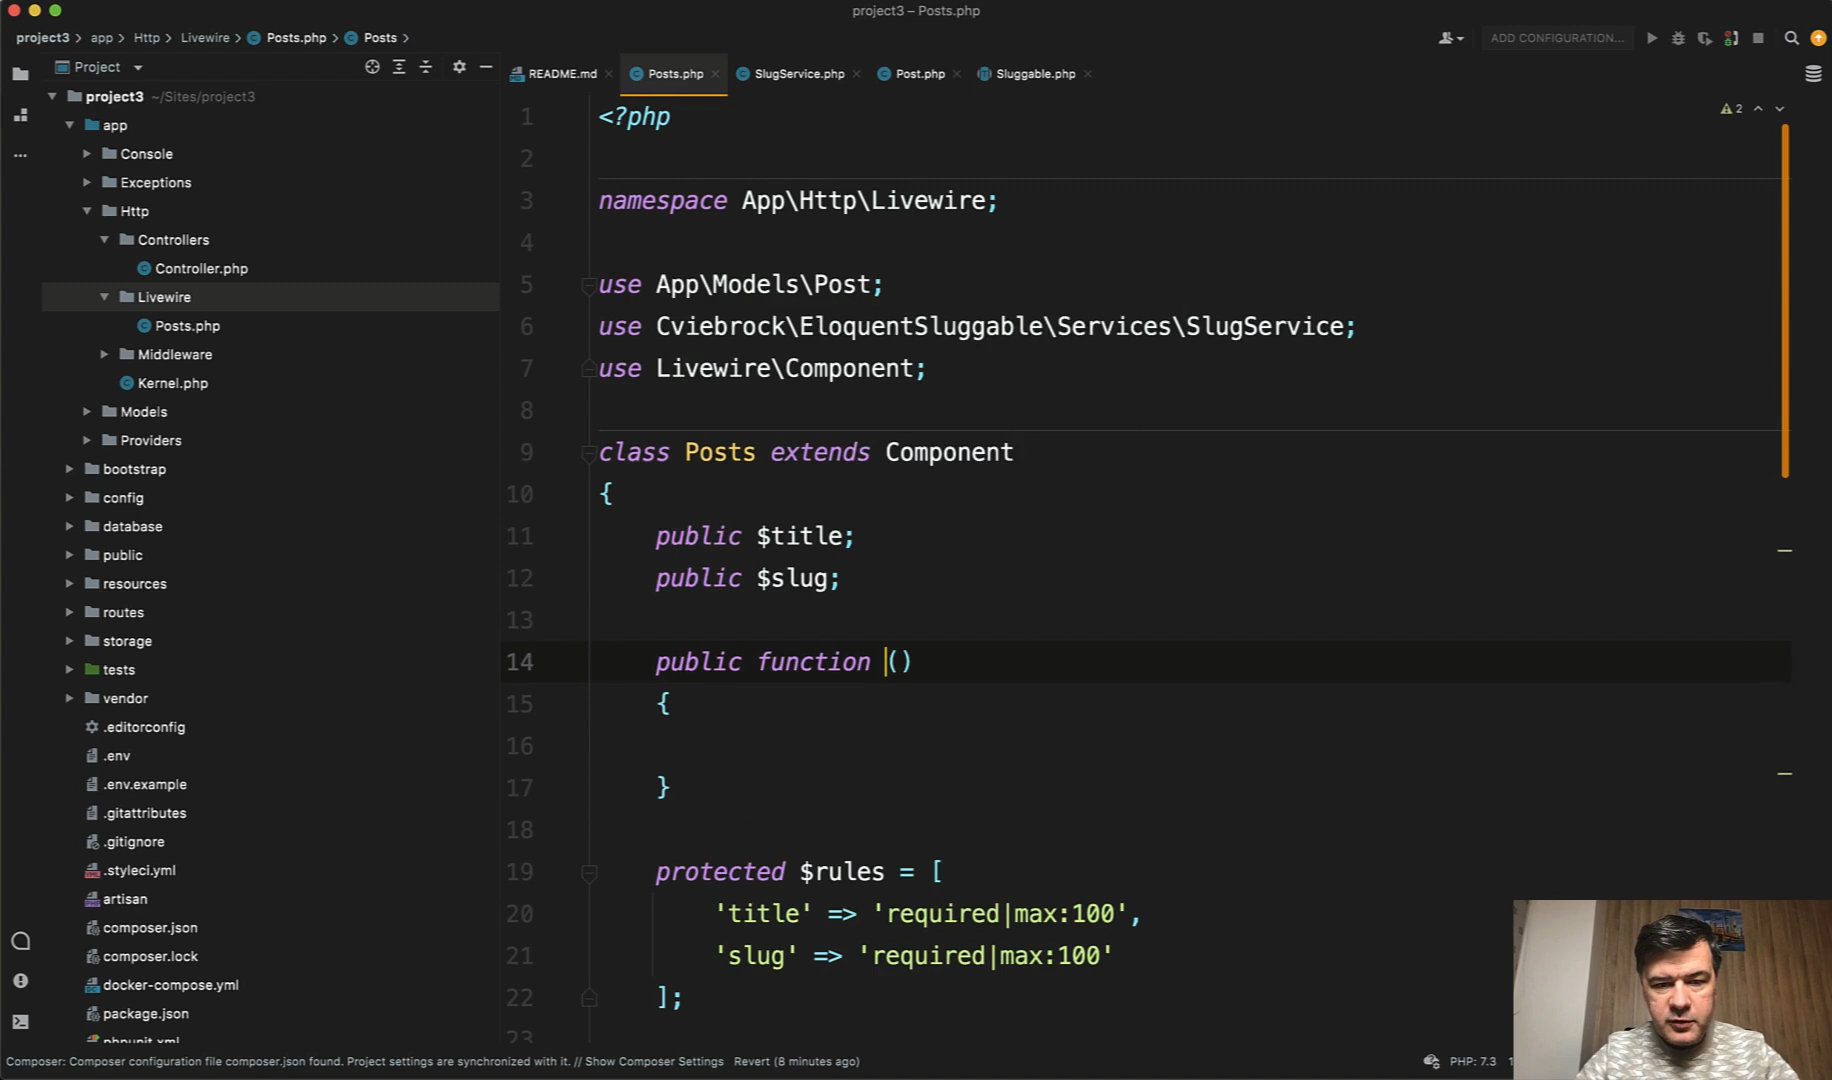 project3 – Posts.php
project3 > app > Http > Livewire > Posts.php > Posts >
ADD CONFIGURATION...
Project
README.md
Posts.php
SlugService.php
Post.php
Sluggable.php
project3 ~/Sites/project3
app
Console
Exceptions
Http
Controllers
Controller.php
Livewire
Posts.php
Middleware
Kernel.php
Models
Providers
bootstrap
config
database
public
resources
routes
storage
tests
vendor
.editorconfig
.env
.env.example
.gitattributes
.gitignore
.styleci.yml
artisan
composer.json
composer.lock
docker-compose.yml
package.json
phpunit.xml
2
1 <?php
2
3 namespace App\Http\Livewire;
4
5 use App\Models\Post;
6 use Cviebrock\EloquentSluggable\Services\SlugService;
7 use Livewire\Component;
8
9 class Posts extends Component
10 {
11 public $title;
12 public $slug;
13
14 public function ()
15 {
16
17 }
18
19 protected $rules = [
20 'title' => 'required|max:100',
21 'slug' => 'required|max:100'
22 ];
23
Composer: Composer configuration file composer.json found. Project settings are synchronized with it. // Show Composer Settings Revert (8 minutes ago)
PHP: 7.3